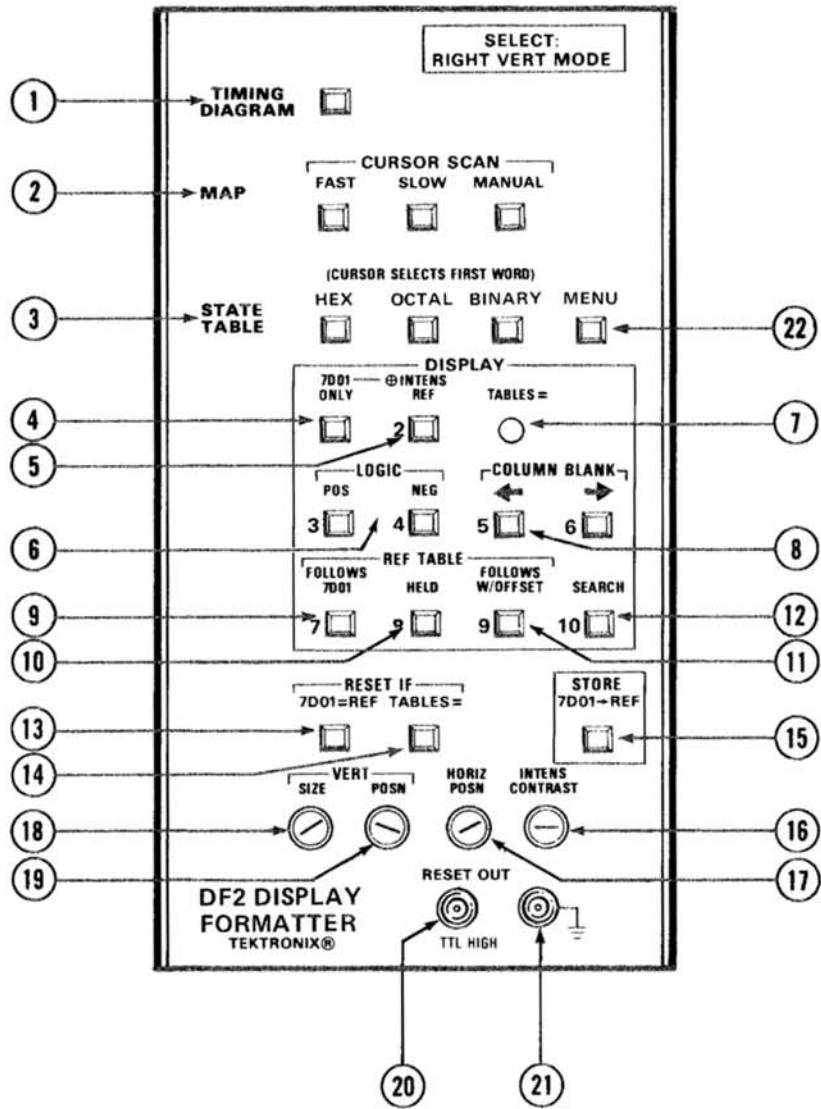 SELECT:
RIGHT VERT MODE
1
TIMING
DIAGRAM
CURSOR SCAN
2
MAP
FAST SLOW MANUAL
(CURSOR SELECTS FIRST WORD)
3
STATE
TABLE
HEX OCTAL BINARY MENU
22
DISPLAY
7D01 ⊕INTENS
ONLY REF TABLES=
4
2
7
5
LOGIC COLUMN BLANK
POS NEG
6
3 4 5 6
8
REF TABLE
FOLLOWS FOLLOWS
7D01 HELD W/OFFSET SEARCH
9
7 8 9 10
12
10
11
RESET IF STORE
7D01=REF TABLES= 7D01→REF
13
14
15
VERT HORIZ INTENS
SIZE POSN POSN CONTRAST
18
16
19
17
RESET OUT
DF2 DISPLAY
FORMATTER
TEKTRONIX®
TTL HIGH
20 21